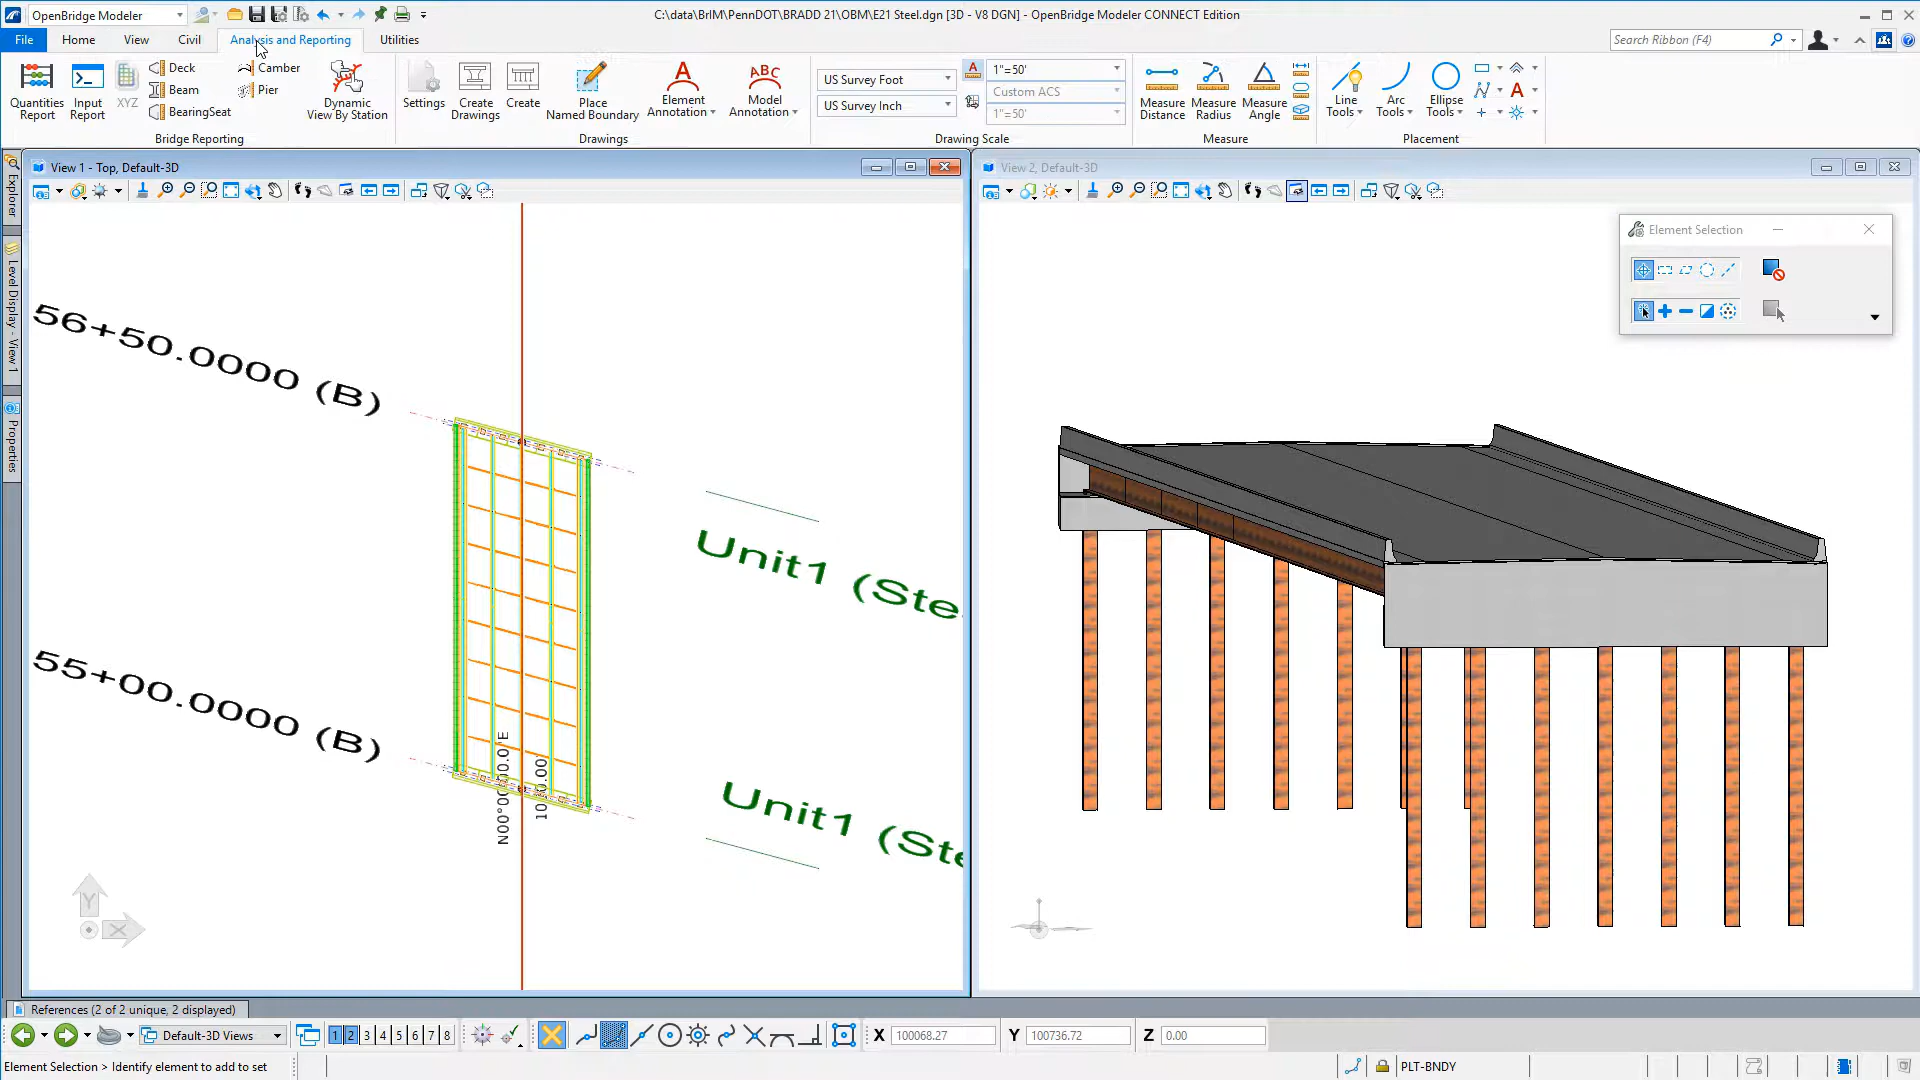 OpenBridge Modeler
C:\data\BrIM\PennDOT\BRADD 21\OBM\E21 Steel.dgn [3D - V8 DGN] - OpenBridge Modeler CONNECT Edition
File
Home
View
Civil
Analysis and Reporting
Utilities
Search Ribbon (F4)
Quantities Report
Input Report
XYZ
Deck
Beam
BearingSeat
Camber
Pier
Dynamic View By Station
Bridge Reporting
Settings
Create Drawings
Create
Place Named Boundary
Element Annotation
Model Annotation
Drawings
US Survey Foot
US Survey Inch
1"=50'
Custom ACS
1"=50'
Drawing Scale
Measure Distance
Measure Radius
Measure Angle
Measure
Line Tools
Arc Tools
Ellipse Tools
Placement
View 1 - Top, Default-3D
View 2, Default-3D
Explorer
Level Display - View 1
Properties
Element Selection
56+50.0000 (B)
55+00.0000 (B)
Unit1 (Ste
Unit1 (Ste
Y
X
References (2 of 2 unique, 2 displayed)
Default-3D Views
1 2 3 4 5 6 7 8
X 100068.27
Y 100736.72
Z 0.00
Element Selection > Identify element to add to set
PLT-BNDY